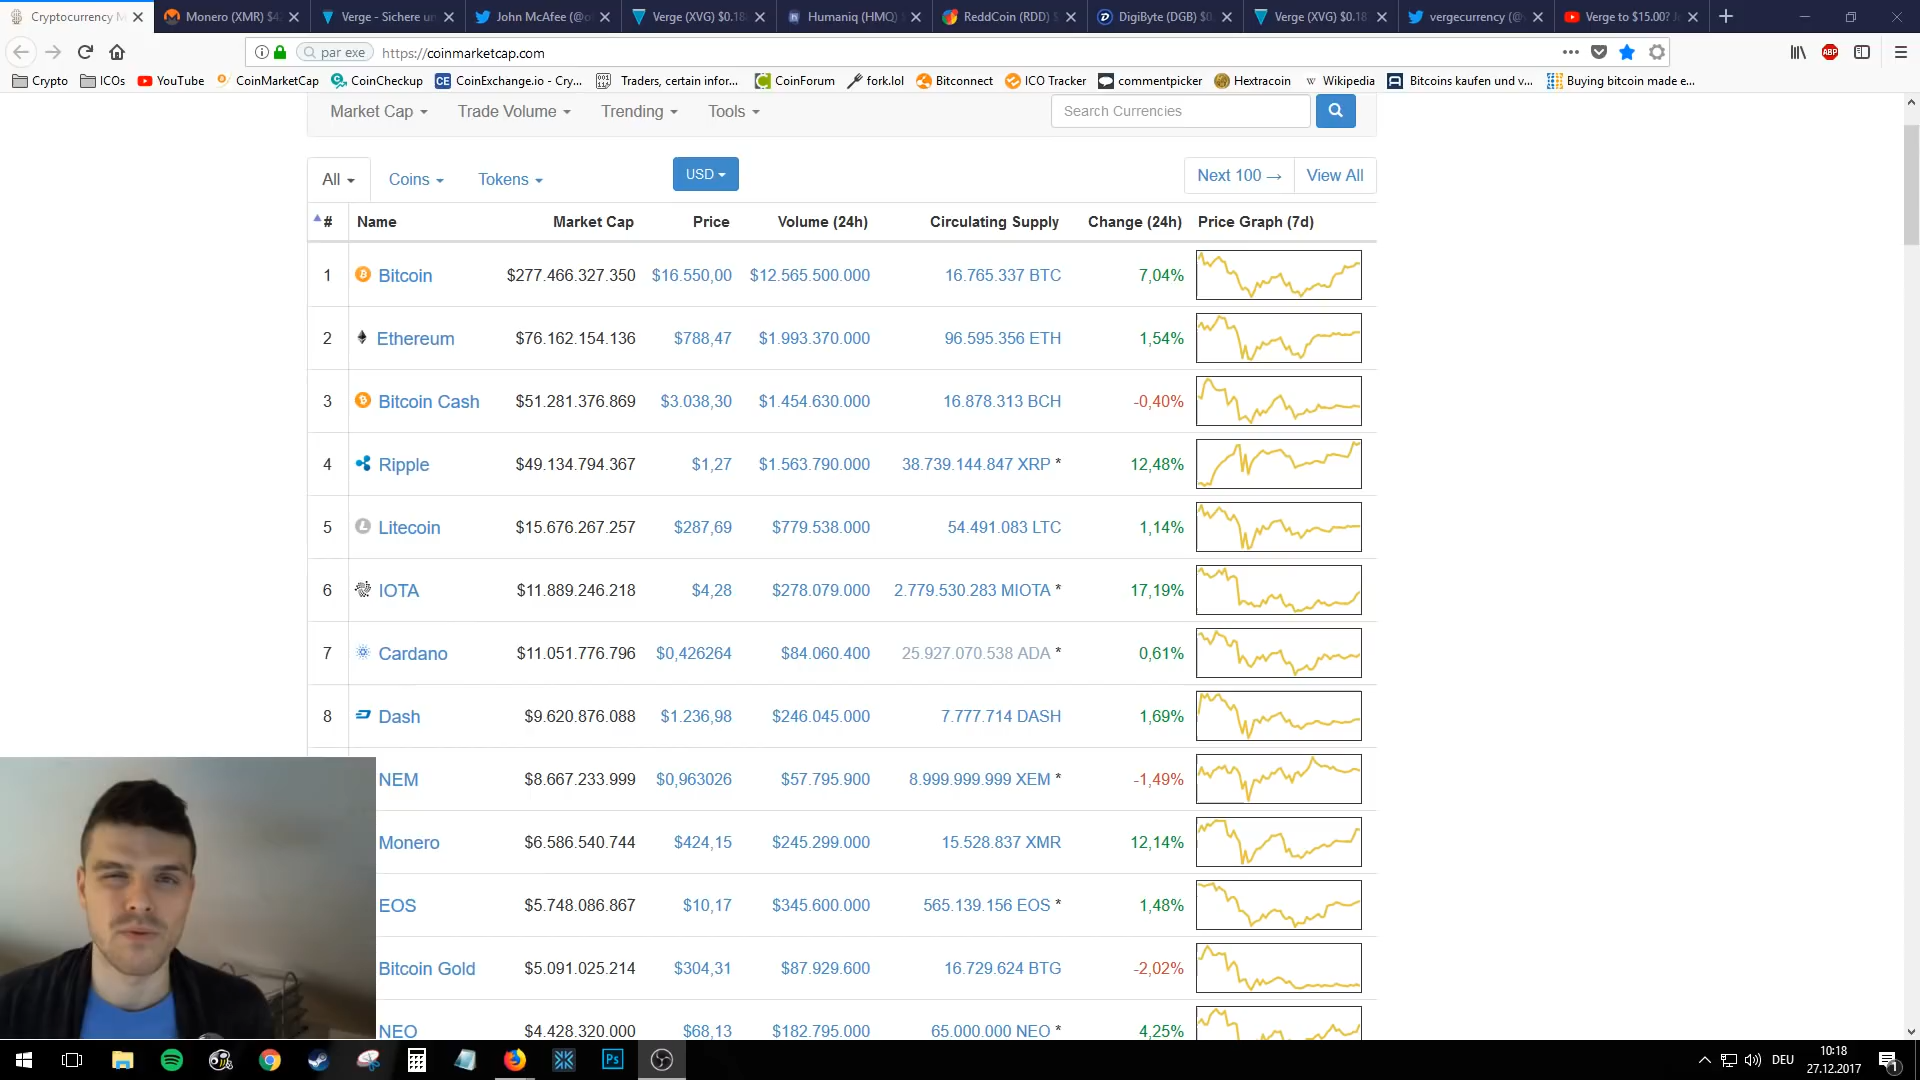 Cryptocurrency M
Monero (XMR) $4
Verge - Sichere un
John McAfee (@o
Verge (XVG) $0.18
Humaniq (HMQ)
ReddCoin (RDD) $
DigiByte (DGB) $0
Verge (XVG) $0.18
vergecurrency (@
Verge to $15.00?
par exe
https://coinmarketcap.com
ABP
Crypto ICOs YouTube CoinMarketCap CoinCheckup CoinExchange.io - Cry... Traders, certain infor... CoinForum fork.lol Bitconnect ICO Tracker commentpicker Hextracoin Wikipedia Bitcoins kaufen und v... Buying bitcoin made e...
Market Cap Trade Volume Trending Tools Search Currencies
All Coins Tokens USD Next 100 → View All
# Name Market Cap Price Volume (24h) Circulating Supply Change (24h) Price Graph (7d)
1 Bitcoin $277.466.327.350 $16.550,00 $12.565.500.000 16.765.337 BTC 7,04%
2 Ethereum $76.162.154.136 $788,47 $1.993.370.000 96.595.356 ETH 1,54%
3 Bitcoin Cash $51.281.376.869 $3.038,30 $1.454.630.000 16.878.313 BCH -0,40%
4 Ripple $49.134.794.367 $1,27 $1.563.790.000 38.739.144.847 XRP * 12,48%
5 Litecoin $15.676.267.257 $287,69 $779.538.000 54.491.083 LTC 1,14%
6 IOTA $11.889.246.218 $4,28 $278.079.000 2.779.530.283 MIOTA * 17,19%
7 Cardano $11.051.776.796 $0,426264 $84.060.400 25.927.070.538 ADA * 0,61%
8 Dash $9.620.876.088 $1.236,98 $246.045.000 7.777.714 DASH 1,69%
NEM $8.667.233.999 $0,963026 $57.795.900 8.999.999.999 XEM * -1,49%
Monero $6.586.540.744 $424,15 $245.299.000 15.528.837 XMR 12,14%
EOS $5.748.086.867 $10,17 $345.600.000 565.139.156 EOS * 1,48%
Bitcoin Gold $5.091.025.214 $304,31 $87.929.600 16.729.624 BTG -2,02%
NEO $4.428.320.000 $68,13 $182.795.000 65.000.000 NEO * 4,25%
Ps
DEU
10:18
27.12.2017
1